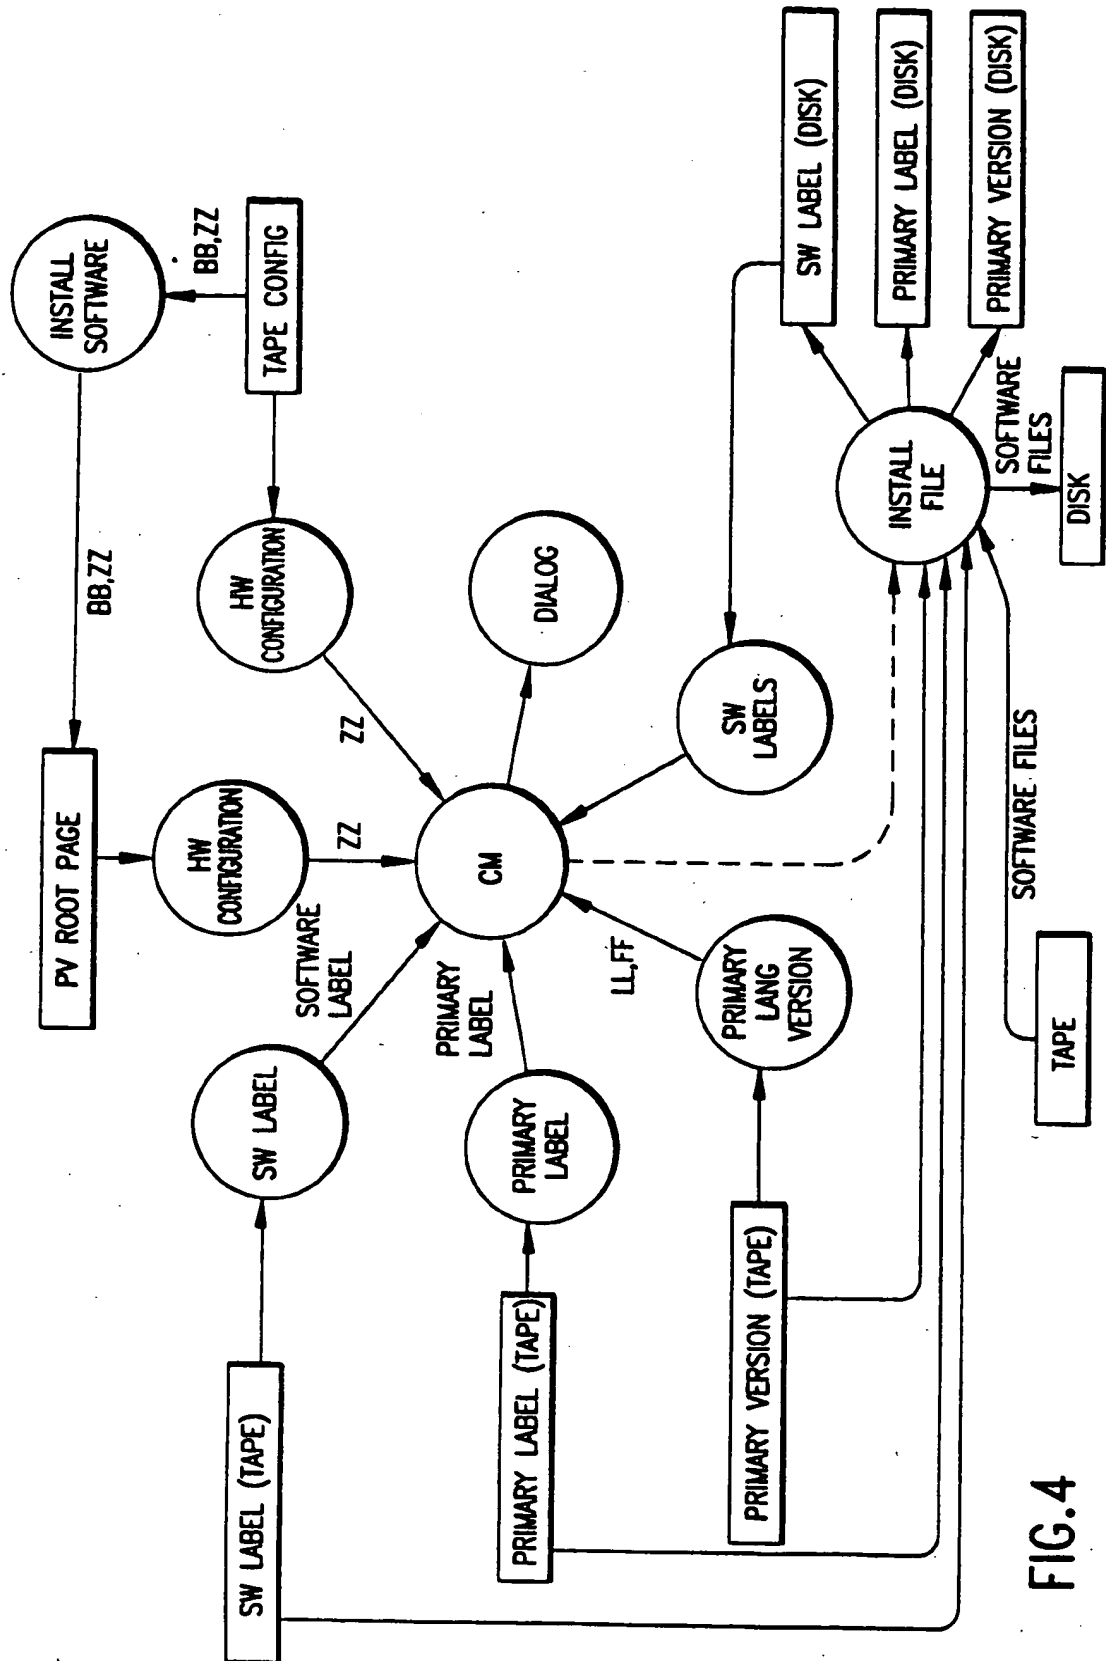 INSTALL
SOFTWARE
BB,ZZ
BB,ZZ
TAPE CONFIG
PV ROOT PAGE
HW
CONFIGURATION
HW
CONFIGURATION
ZZ
ZZ
SW LABEL (TAPE)
SW LABEL
SOFTWARE
LABEL
CM
DIALOG
PRIMARY LABEL (TAPE)
PRIMARY
LABEL
PRIMARY
LABEL
PRIMARY VERSION (TAPE)
PRIMARY
LANG
VERSION
LL,FF
SW
LABELS
SW LABEL (DISK)
PRIMARY LABEL (DISK)
PRIMARY VERSION (DISK)
INSTALL
FILE
SOFTWARE
FILES
DISK
TAPE
SOFTWARE FILES
FIG.4